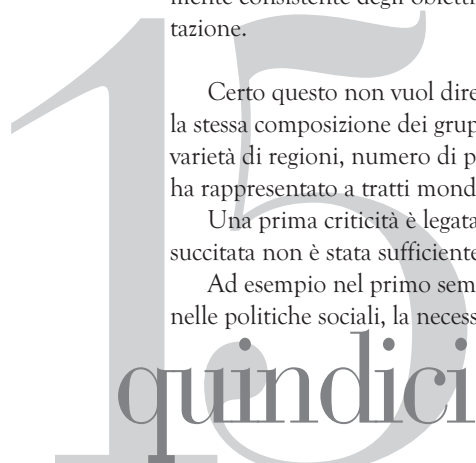 mente consistente degli obietti
tazione.
Certo questo non vuol dire
la stessa composizione dei grup
varietà di regioni, numero di p
ha rappresentato a tratti mond
Una prima criticità è legata
succitata non è stata sufficiente
Ad esempio nel primo sem
nelle politiche sociali, la necess
15
quindici